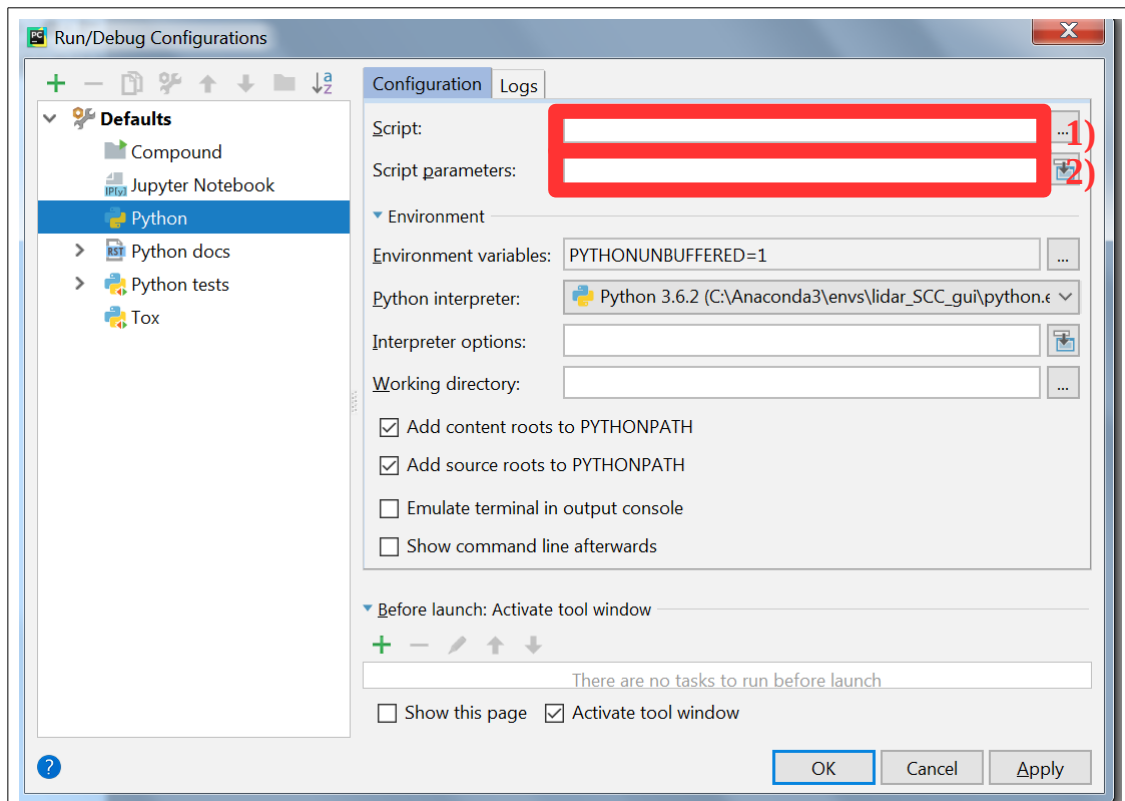 PC
Run/Debug Configurations
X
a
z
Configuration
Logs
Defaults
Compound
IP[y]
Jupyter Notebook
Python
RST
Python docs
Python tests
Tox
Script:
...
1)
Script parameters:
2)
Environment
Environment variables:
PYTHONUNBUFFERED=1
...
Python interpreter:
Python 3.6.2 (C:\Anaconda3\envs\lidar_SCC_gui\python.e
Interpreter options:
Working directory:
...
Add content roots to PYTHONPATH
Add source roots to PYTHONPATH
Emulate terminal in output console
Show command line afterwards
Before launch: Activate tool window
There are no tasks to run before launch
Show this page
Activate tool window
?
OK
Cancel
Apply